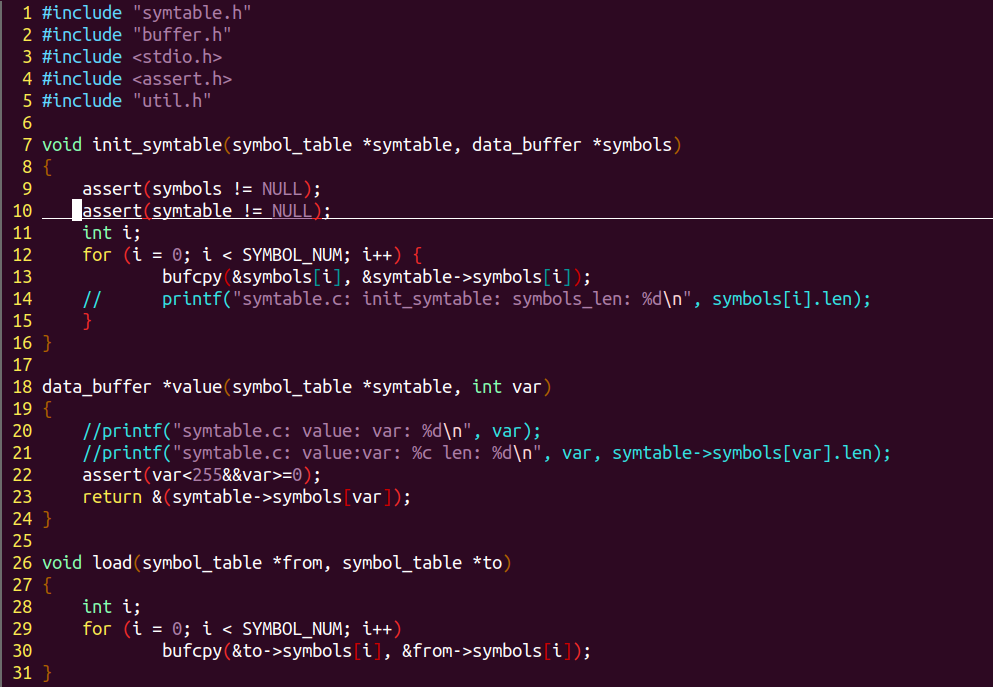 1 #include "symtable.h"
2 #include "buffer.h"
3 #include <stdio.h>
4 #include <assert.h>
5 #include "util.h"
6
7 void init_symtable(symbol_table *symtable, data_buffer *symbols)
8 {
9     assert(symbols != NULL);
10     assert(symtable != NULL);
11     int i;
12     for (i = 0; i < SYMBOL_NUM; i++) {
13             bufcpy(&symbols[i], &symtable->symbols[i]);
14     //      printf("symtable.c: init_symtable: symbols_len: %d\n", symbols[i].len);
15     }
16 }
17
18 data_buffer *value(symbol_table *symtable, int var)
19 {
20     //printf("symtable.c: value: var: %d\n", var);
21     //printf("symtable.c: value:var: %c len: %d\n", var, symtable->symbols[var].len);
22     assert(var<255&&var>=0);
23     return &(symtable->symbols[var]);
24 }
25
26 void load(symbol_table *from, symbol_table *to)
27 {
28     int i;
29     for (i = 0; i < SYMBOL_NUM; i++)
30             bufcpy(&to->symbols[i], &from->symbols[i]);
31 }